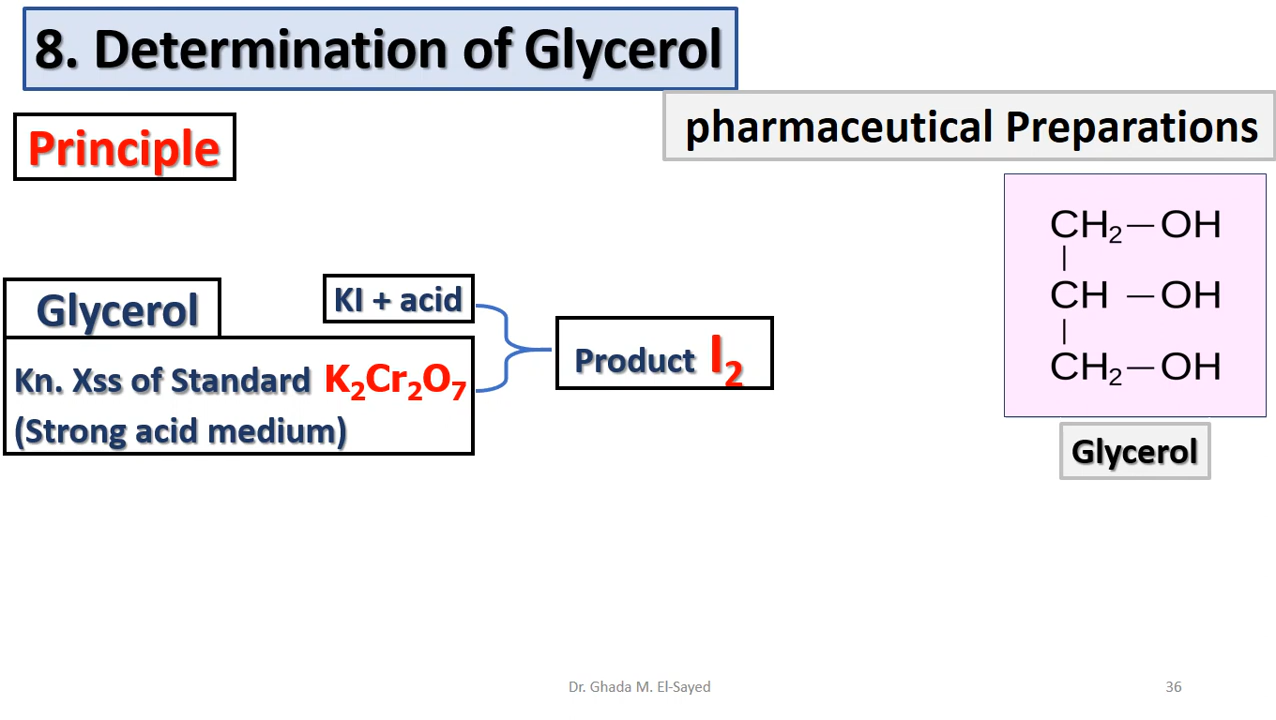 8. Determination of Glycerol
pharmaceutical Preparations
Principle
CH₂—OH
CH —OH
CH₂—OH
Glycerol
Glycerol
KI + acid
Kn. Xss of Standard K₂Cr₂O₇
(Strong acid medium)
Product I₂
Dr. Ghada M. El-Sayed
36